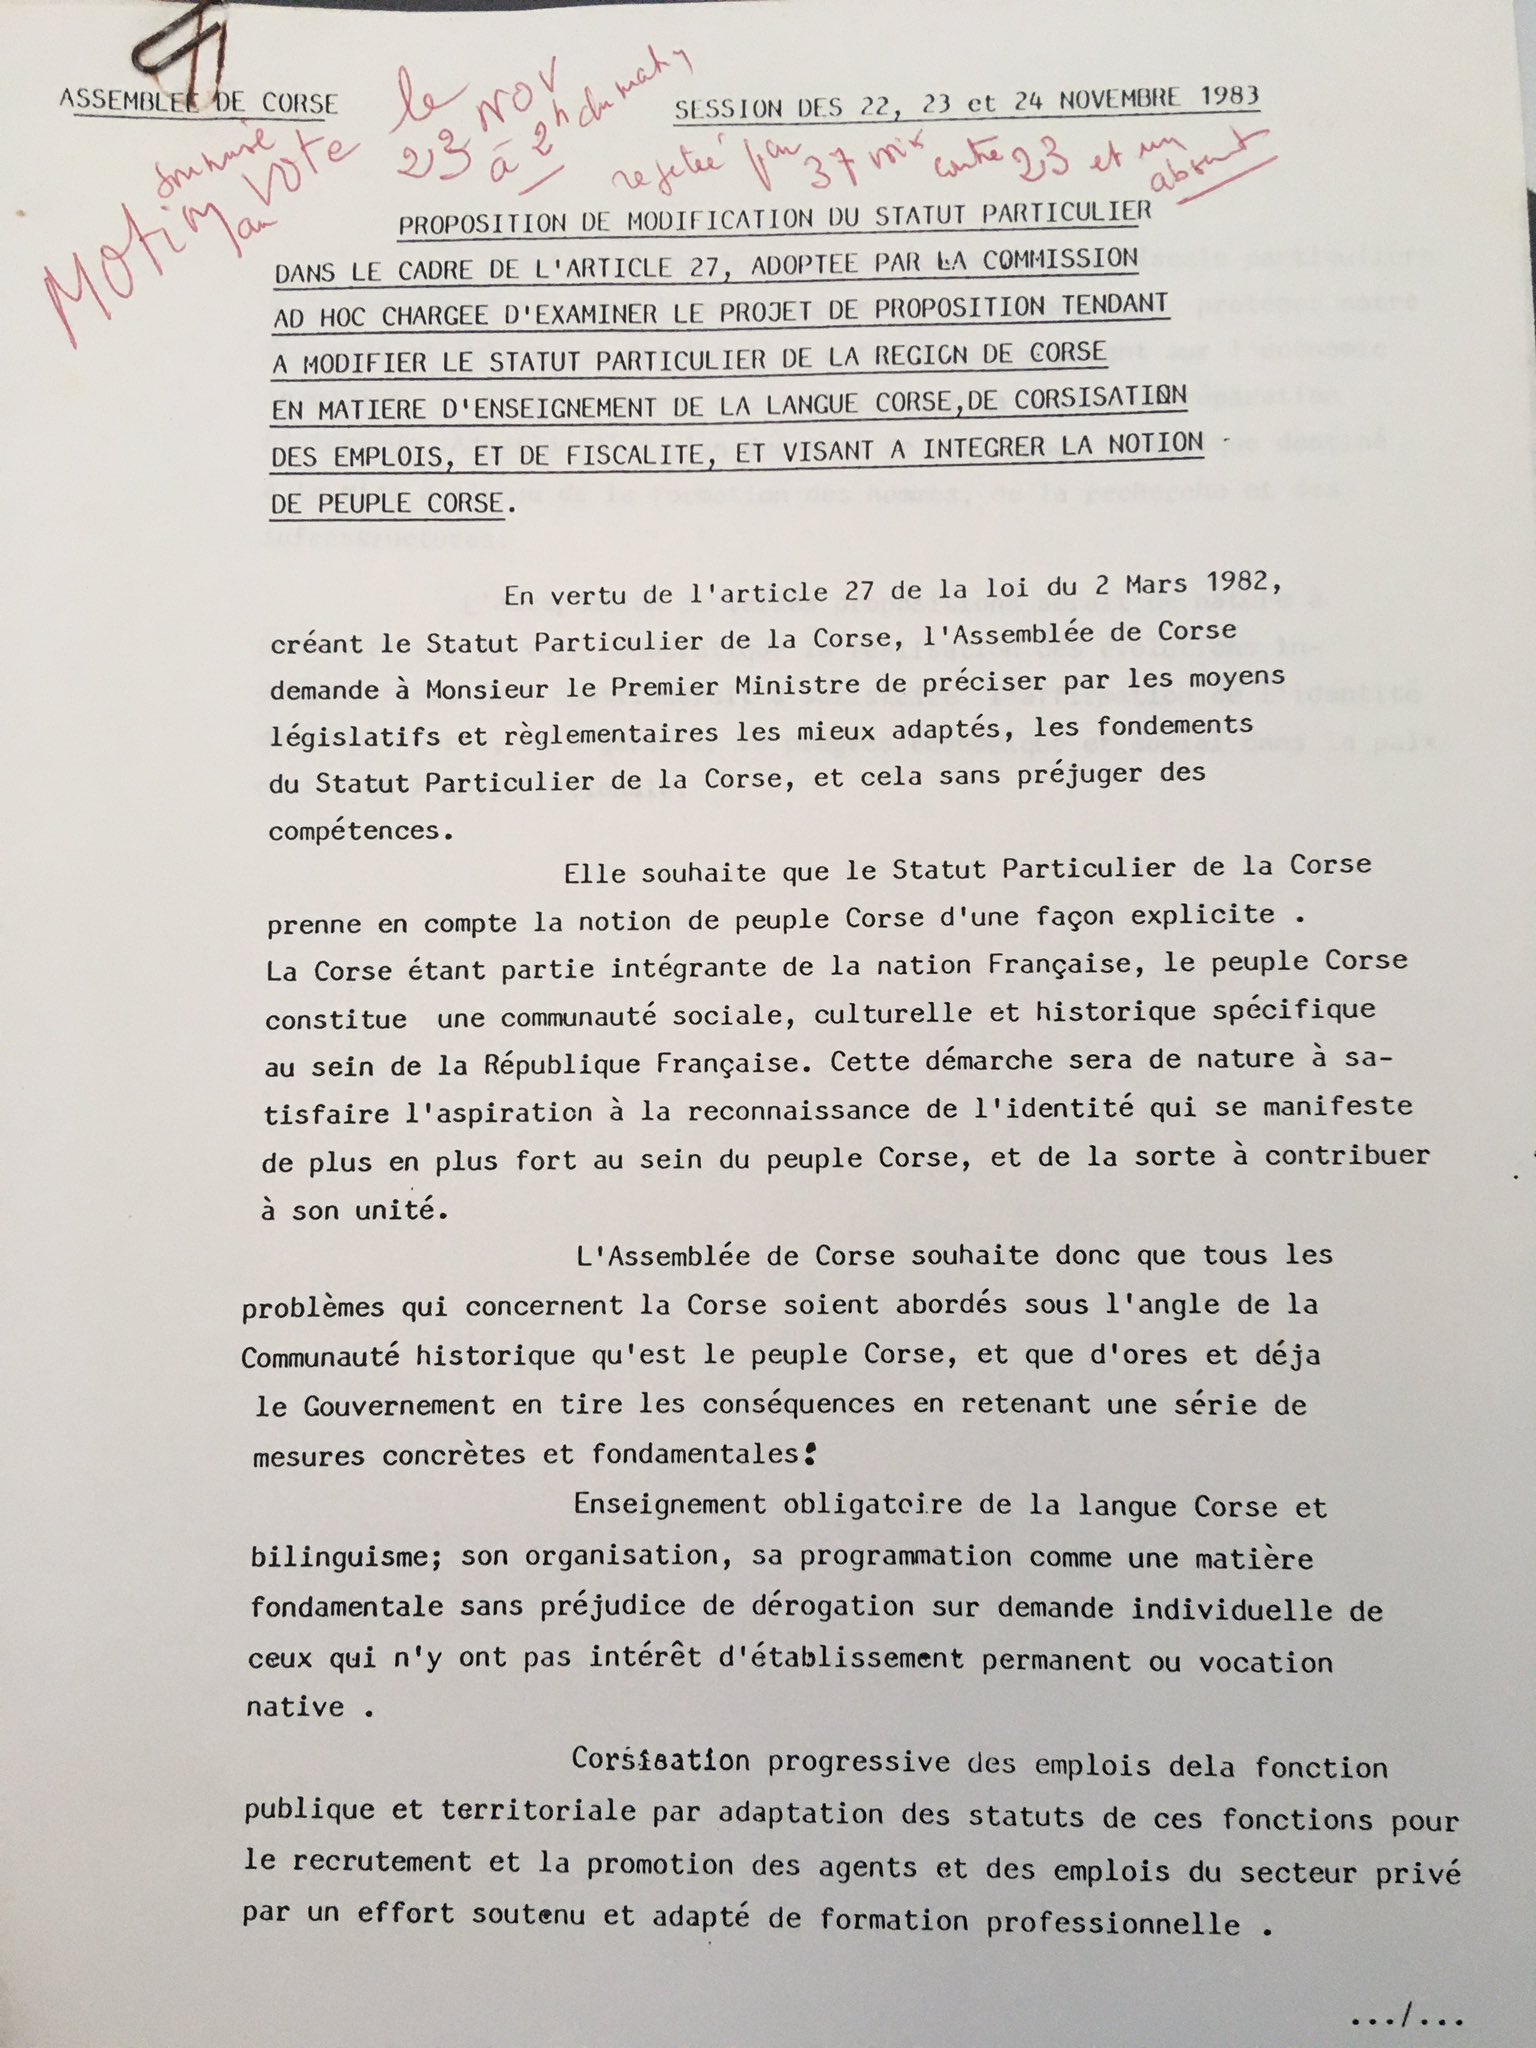 ASSEMBLEE DE CORSE
SESSION DES 22, 23 et 24 NOVEMBRE 1983
Motion soumise
au vote le
23 NOV
à 2h du matin
rejetée par 37 voix contre 23 et un
absent
PROPOSITION DE MODIFICATION DU STATUT PARTICULIER
DANS LE CADRE DE L'ARTICLE 27, ADOPTEE PAR LA COMMISSION
AD HOC CHARGEE D'EXAMINER LE PROJET DE PROPOSITION TENDANT
A MODIFIER LE STATUT PARTICULIER DE LA REGION DE CORSE
EN MATIERE D'ENSEIGNEMENT DE LA LANGUE CORSE, DE CORSISATION
DES EMPLOIS, ET DE FISCALITE, ET VISANT A INTEGRER LA NOTION
DE PEUPLE CORSE.
En vertu de l'article 27 de la loi du 2 Mars 1982,
créant le Statut Particulier de la Corse, l'Assemblée de Corse
demande à Monsieur le Premier Ministre de préciser par les moyens
législatifs et règlementaires les mieux adaptés, les fondements
du Statut Particulier de la Corse, et cela sans préjuger des
compétences.
Elle souhaite que le Statut Particulier de la Corse
prenne en compte la notion de peuple Corse d'une façon explicite .
La Corse étant partie intégrante de la nation Française, le peuple Corse
constitue une communauté sociale, culturelle et historique spécifique
au sein de la République Française. Cette démarche sera de nature à sa-
tisfaire l'aspiration à la reconnaissance de l'identité qui se manifeste
de plus en plus fort au sein du peuple Corse, et de la sorte à contribuer
à son unité.
L'Assemblée de Corse souhaite donc que tous les
problèmes qui concernent la Corse soient abordés sous l'angle de la
Communauté historique qu'est le peuple Corse, et que d'ores et déja
le Gouvernement en tire les conséquences en retenant une série de
mesures concrètes et fondamentales:
Enseignement obligatoire de la langue Corse et
bilinguisme; son organisation, sa programmation comme une matière
fondamentale sans préjudice de dérogation sur demande individuelle de
ceux qui n'y ont pas intérêt d'établissement permanent ou vocation
native .
Corsisation progressive des emplois dela fonction
publique et territoriale par adaptation des statuts de ces fonctions pour
le recrutement et la promotion des agents et des emplois du secteur privé
par un effort soutenu et adapté de formation professionnelle .
.../...